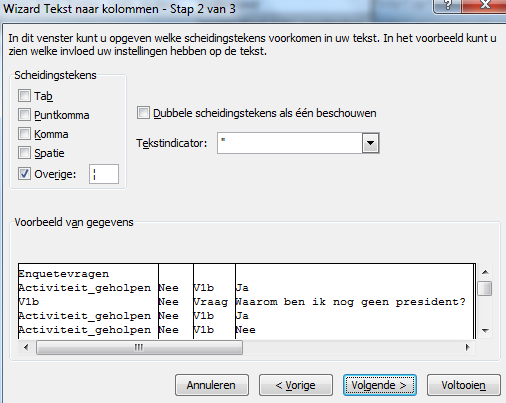 Wizard Tekst naar kolommen - Stap 2 van 3
In dit venster kunt u opgeven welke scheidingstekens voorkomen in uw tekst. In het voorbeeld kunt u
zien welke invloed uw instellingen hebben op de tekst.
Scheidingstekens
Tab
Puntkomma
Komma
Spatie
Overige: ¦
Dubbele scheidingstekens als één beschouwen
Tekstindicator: "
Voorbeeld van gegevens
Enquetevragen
Activiteit_geholpen Nee V1b Ja
V1b Nee Vraag Waarom ben ik nog geen president?
Activiteit_geholpen Nee V1b Ja
Activiteit_geholpen Nee V1b Nee
Annuleren < Vorige Volgende > Voltooien